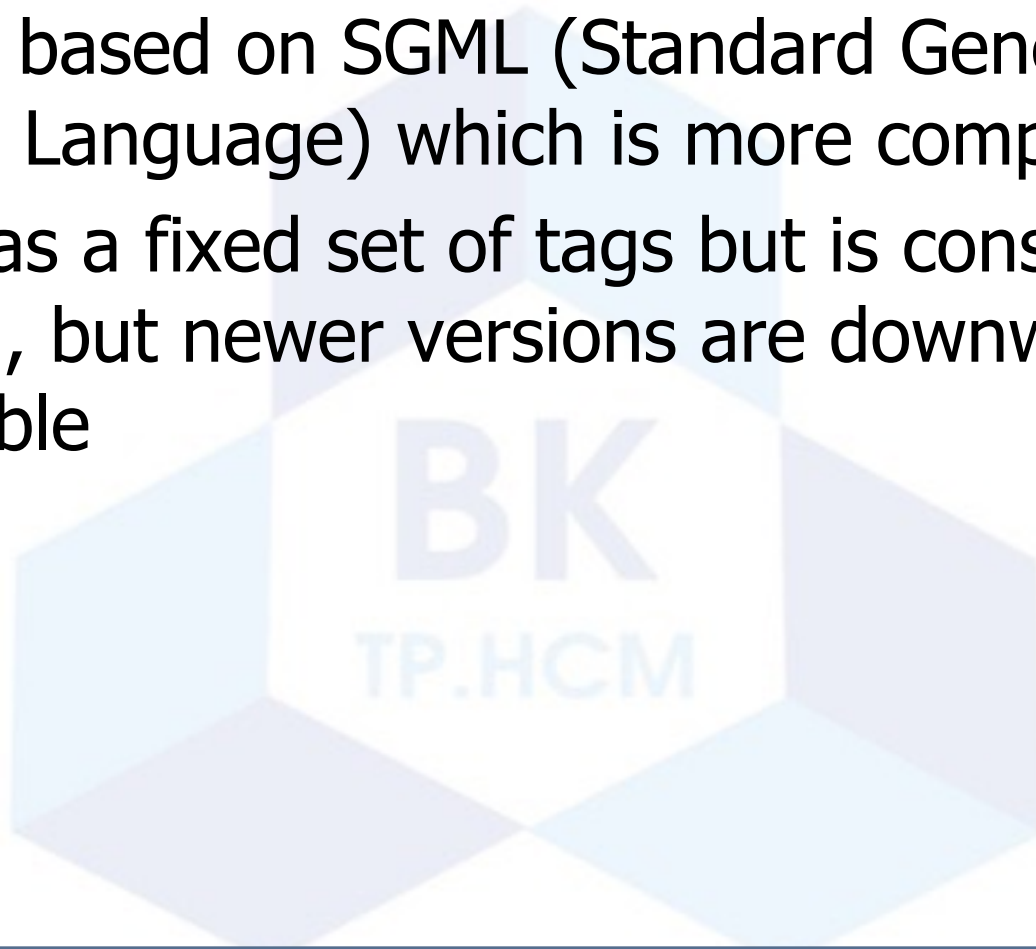 based on SGML (Standard Gene
Language) which is more comp
as a fixed set of tags but is cons
, but newer versions are downw
ble
BK
TP.HCM